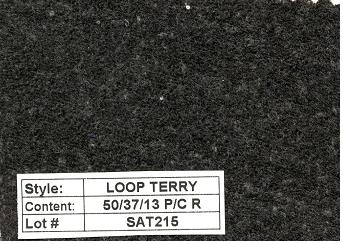 Style: LOOP TERRY
Content: 50/37/13 P/C R
Lot # SAT215